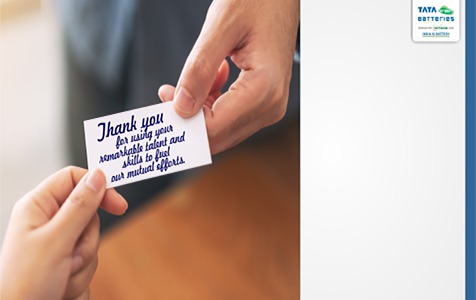 TATA
Batteries
Thank you
for using your
remarkable talent and
skills to fuel
our mutual efforts.